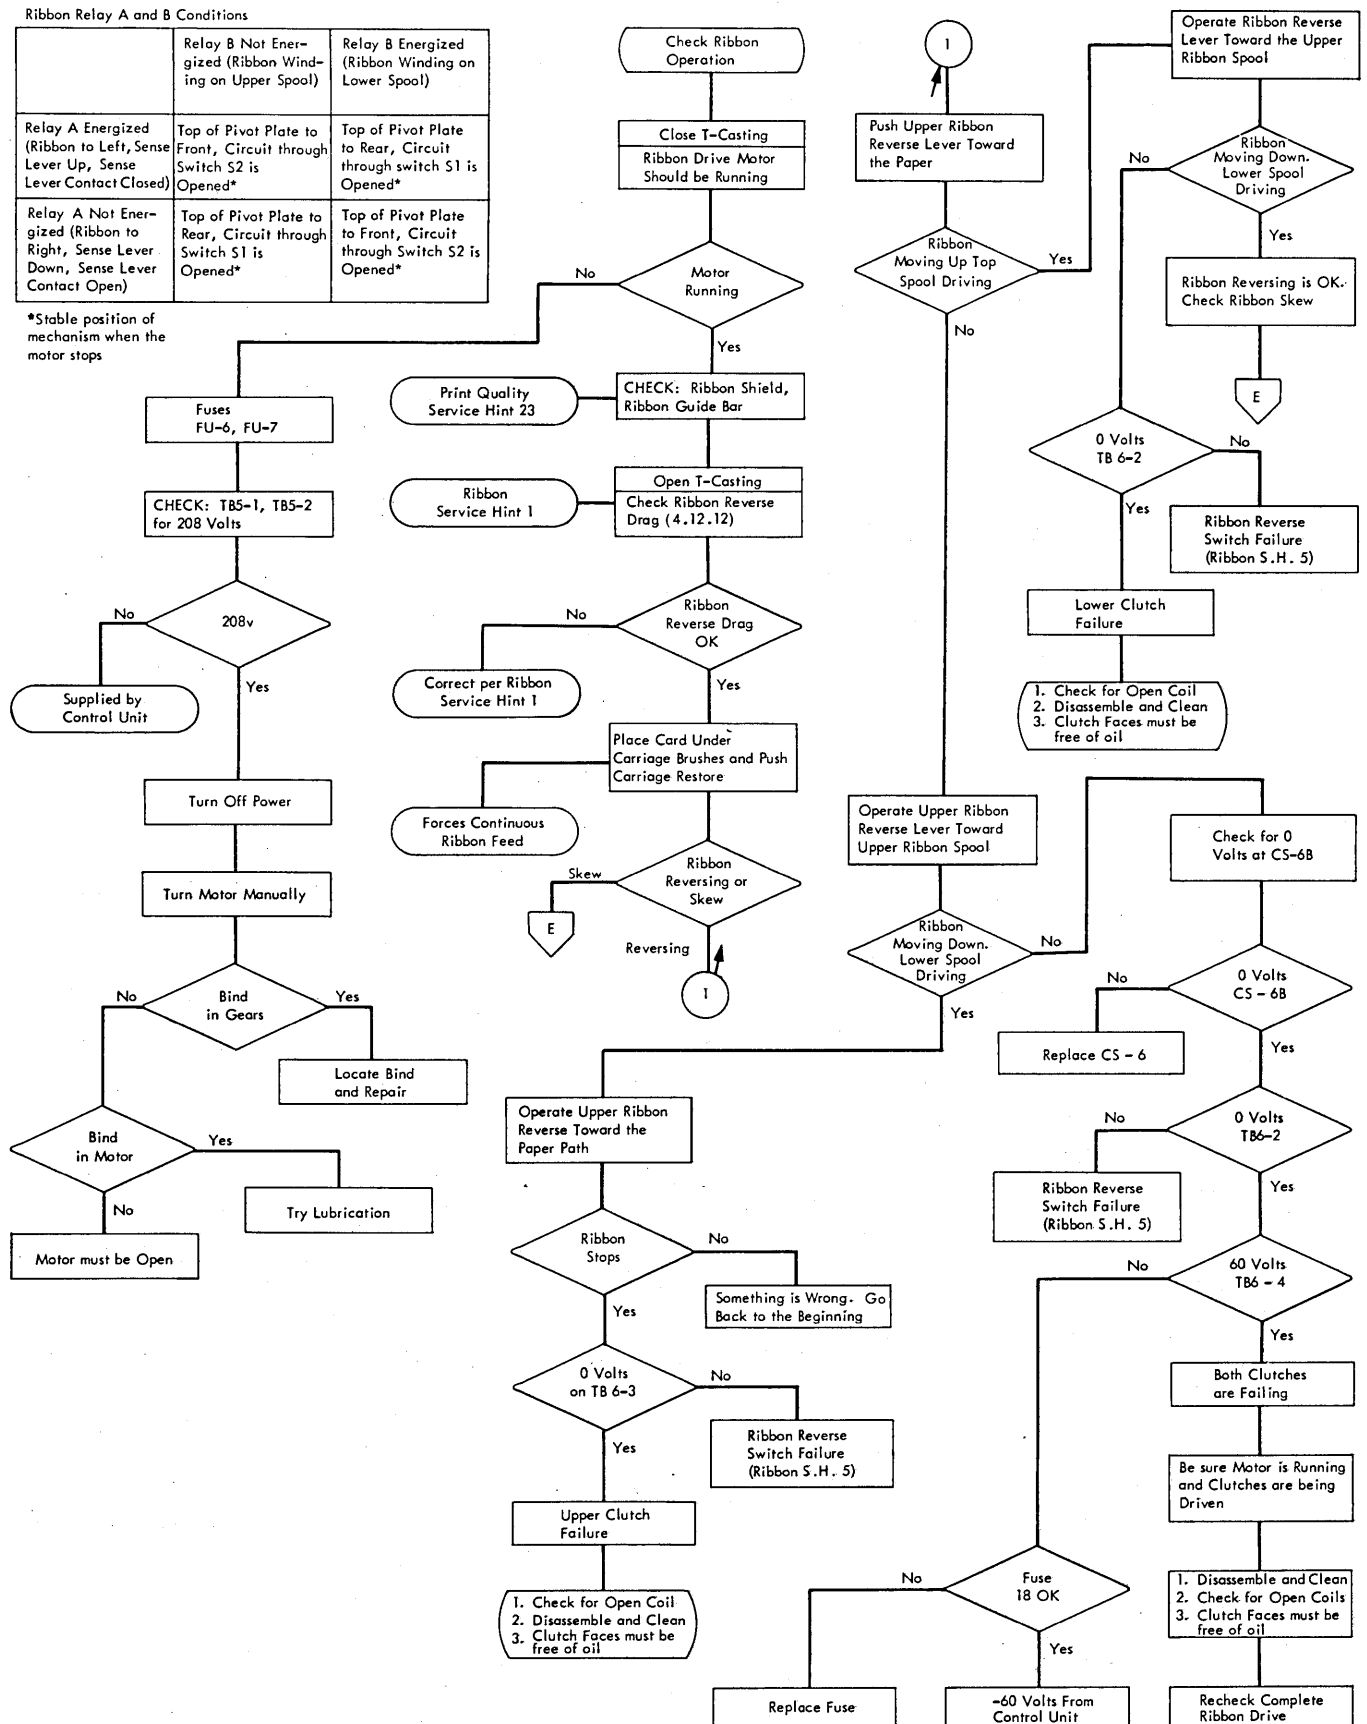 Ribbon Relay A and B Conditions
Relay B Not Ener-
gized (Ribbon Wind-
ing on Upper Spool)
Relay B Energized
(Ribbon Winding on
Lower Spool)
Relay A Energized
(Ribbon to Left, Sense
Lever Up, Sense
Lever Contact Closed)
Top of Pivot Plate to
Front, Circuit through
Switch S2 is
Opened*
Top of Pivot Plate
to Rear, Circuit
through switch S1 is
Opened*
Relay A Not Ener-
gized (Ribbon to
Right, Sense Lever
Down, Sense Lever
Contact Open)
Top of Pivot Plate to
Rear, Circuit through
Switch S1 is
Opened*
Top of Pivot Plate
to Front, Circuit
through Switch S2 is
Opened*
*Stable position of
mechanism when the
motor stops
Check Ribbon
Operation
Close T-Casting
Ribbon Drive Motor
Should be Running
Motor
Running
No
Yes
Fuses
FU-6, FU-7
CHECK: TB5-1, TB5-2
for 208 Volts
208v
No
Yes
Supplied by
Control Unit
Turn Off Power
Turn Motor Manually
Bind
in Gears
No
Yes
Locate Bind
and Repair
Bind
in Motor
Yes
No
Try Lubrication
Motor must be Open
Print Quality
Service Hint 23
CHECK: Ribbon Shield,
Ribbon Guide Bar
Ribbon
Service Hint 1
Open T-Casting
Check Ribbon Reverse
Drag (4.12.12)
Ribbon
Reverse Drag
OK
No
Yes
Correct per Ribbon
Service Hint 1
Place Card Under
Carriage Brushes and Push
Carriage Restore
Forces Continuous
Ribbon Feed
Ribbon
Reversing or
Skew
Skew
E
Reversing
1
1
Push Upper Ribbon
Reverse Lever Toward
the Paper
Ribbon
Moving Up Top
Spool Driving
Yes
No
Operate Ribbon Reverse
Lever Toward the Upper
Ribbon Spool
Ribbon
Moving Down.
Lower Spool
Driving
No
Yes
Ribbon Reversing is OK.
Check Ribbon Skew
E
0 Volts
TB 6-2
No
Yes
Ribbon Reverse
Switch Failure
(Ribbon S.H. 5)
Lower Clutch
Failure
1. Check for Open Coil
2. Disassemble and Clean
3. Clutch Faces must be
free of oil
Operate Upper Ribbon
Reverse Lever Toward
Upper Ribbon Spool
Ribbon
Moving Down.
Lower Spool
Driving
No
Yes
Check for 0
Volts at CS-6B
0 Volts
CS - 6B
No
Yes
Replace CS - 6
0 Volts
TB6-2
No
Yes
Ribbon Reverse
Switch Failure
(Ribbon S.H. 5)
60 Volts
TB6 - 4
No
Yes
Both Clutches
are Failing
Be sure Motor is Running
and Clutches are being
Driven
1. Disassemble and Clean
2. Check for Open Coils
3. Clutch Faces must be
free of oil
Recheck Complete
Ribbon Drive
Fuse
18 OK
No
Yes
Replace Fuse
-60 Volts From
Control Unit
Operate Upper Ribbon
Reverse Toward the
Paper Path
Ribbon
Stops
No
Yes
Something is Wrong. Go
Back to the Beginning
0 Volts
on TB 6-3
No
Yes
Ribbon Reverse
Switch Failure
(Ribbon S.H. 5)
Upper Clutch
Failure
1. Check for Open Coil
2. Disassemble and Clean
3. Clutch Faces must be
free of oil